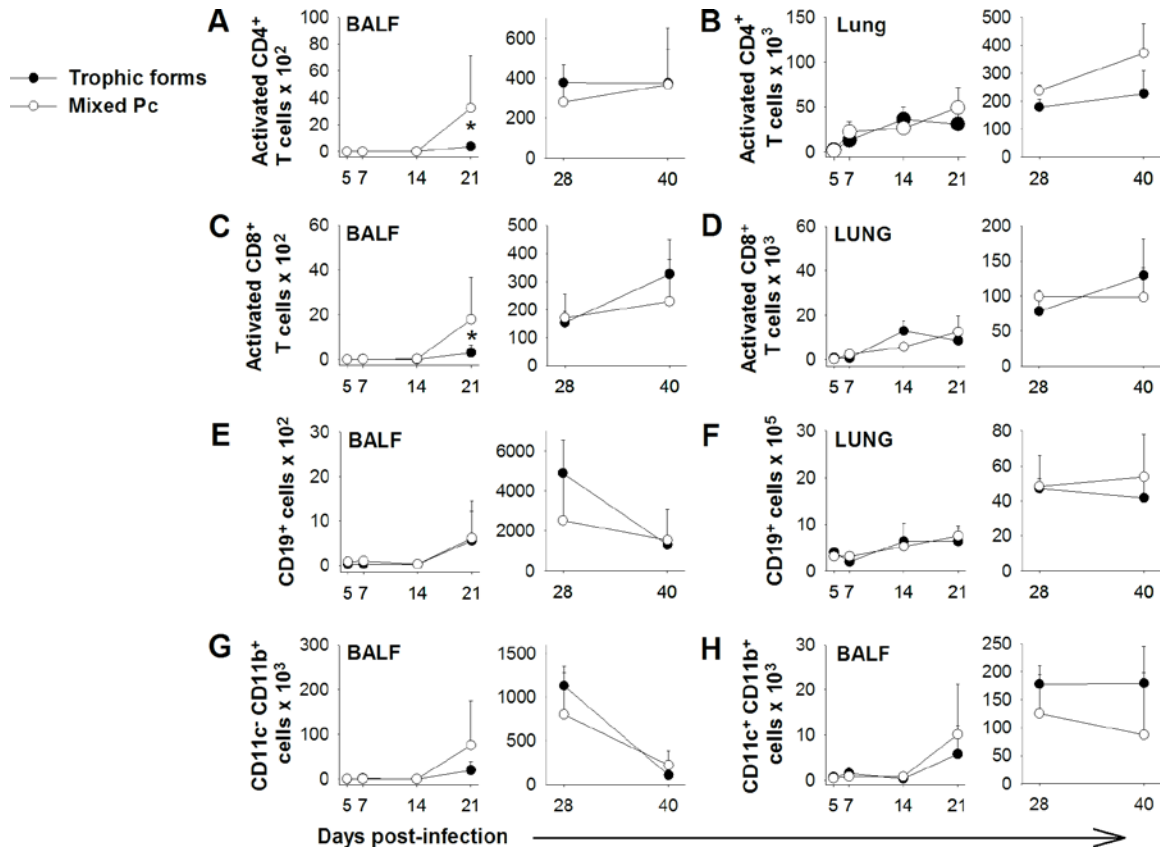 Trophic forms
Mixed Pc
A
BALF
Activated CD4+
T cells x 10²
100
80
60
40
20
0
*
5 7 14 21
600
400
200
0
28 40
B
Lung
Activated CD4+
T cells x 10³
150
100
50
0
5 7 14 21
500
400
300
200
100
0
28 40
C
BALF
Activated CD8+
T cells x 10²
60
40
20
0
*
5 7 14 21
500
400
300
200
100
0
28 40
D
LUNG
Activated CD8+
T cells x 10³
60
40
20
0
5 7 14 21
200
150
100
50
0
28 40
E
BALF
CD19+ cells x 10²
30
20
10
0
5 7 14 21
6000
4000
2000
0
28 40
F
LUNG
CD19+ cells x 10⁵
30
20
10
0
5 7 14 21
80
60
40
20
0
28 40
G
BALF
CD11c- CD11b+
cells x 10³
300
200
100
0
5 7 14 21
1500
1000
500
0
28 40
H
BALF
CD11c+ CD11b+
cells x 10³
30
20
10
0
5 7 14 21
250
200
150
100
50
0
28 40
Days post-infection